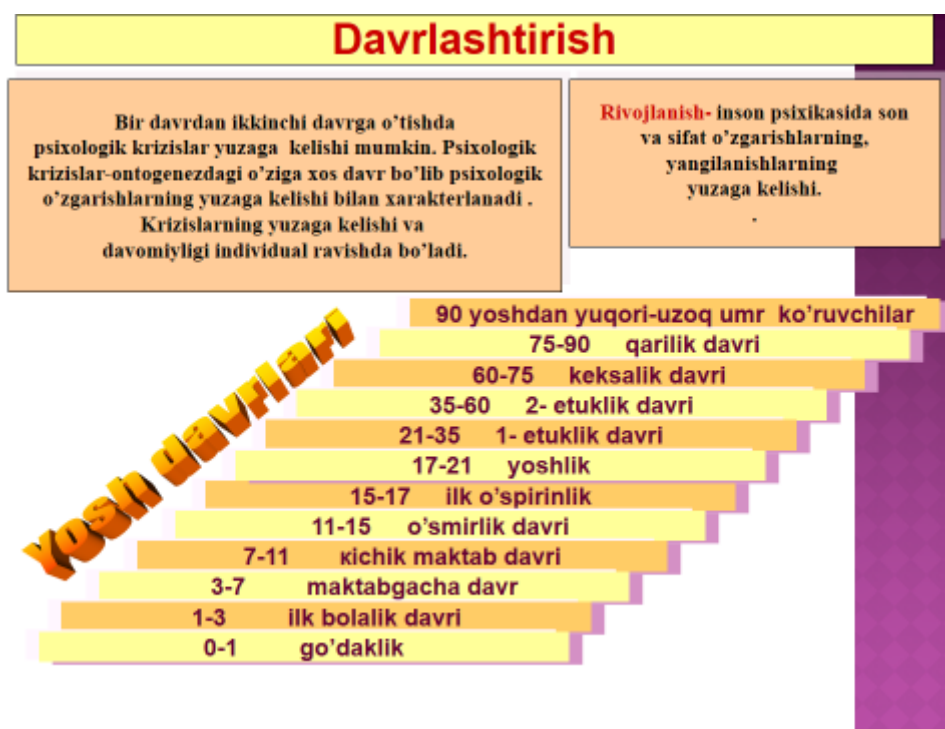 Davrlashtirish
Bir davrdan ikkinchi davrga o’tishda
psixologik krizislar yuzaga kelishi mumkin. Psixologik
krizislar-ontogenezdagi o’ziga xos davr bo’lib psixologik
o’zgarishlarning yuzaga kelishi bilan xarakterlanadi .
Krizislarning yuzaga kelishi va
davomiyligi individual ravishda bo’ladi.
Rivojlanish- inson psixikasida son
va sifat o’zgarishlarning,
yangilanishlarning
yuzaga kelishi.
.
Yosh davrlari
90 yoshdan yuqori-uzoq umr ko’ruvchilar
75-90 qarilik davri
60-75 keksalik davri
35-60 2- etuklik davri
21-35 1- etuklik davri
17-21 yoshlik
15-17 ilk o’spirinlik
11-15 o’smirlik davri
7-11 кichik maktab davri
3-7 maktabgacha davr
1-3 ilk bolalik davri
0-1 go’daklik